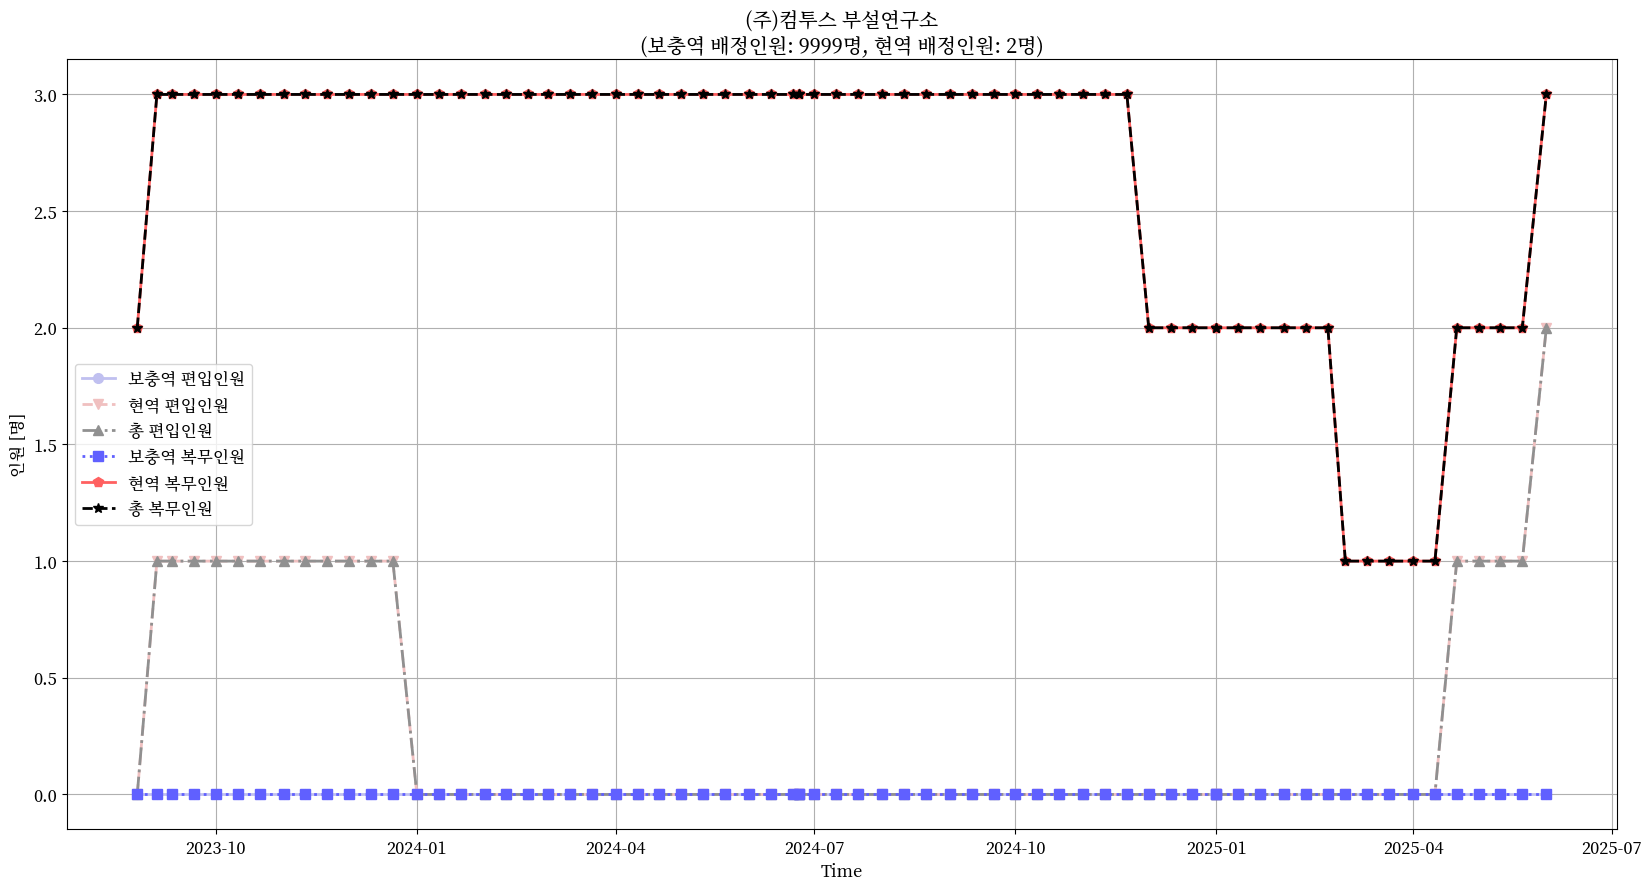 (주)컴투스 부설연구소
(보충역 배정인원: 9999명, 현역 배정인원: 2명)
3.0
2.5
2.0
1.5
1.0
0.5
0.0
인원 [명]
보충역 편입인원
현역 편입인원
총 편입인원
보충역 복무인원
현역 복무인원
총 복무인원
2023-10
2024-01
2024-04
2024-07
2024-10
2025-01
2025-04
2025-07
Time